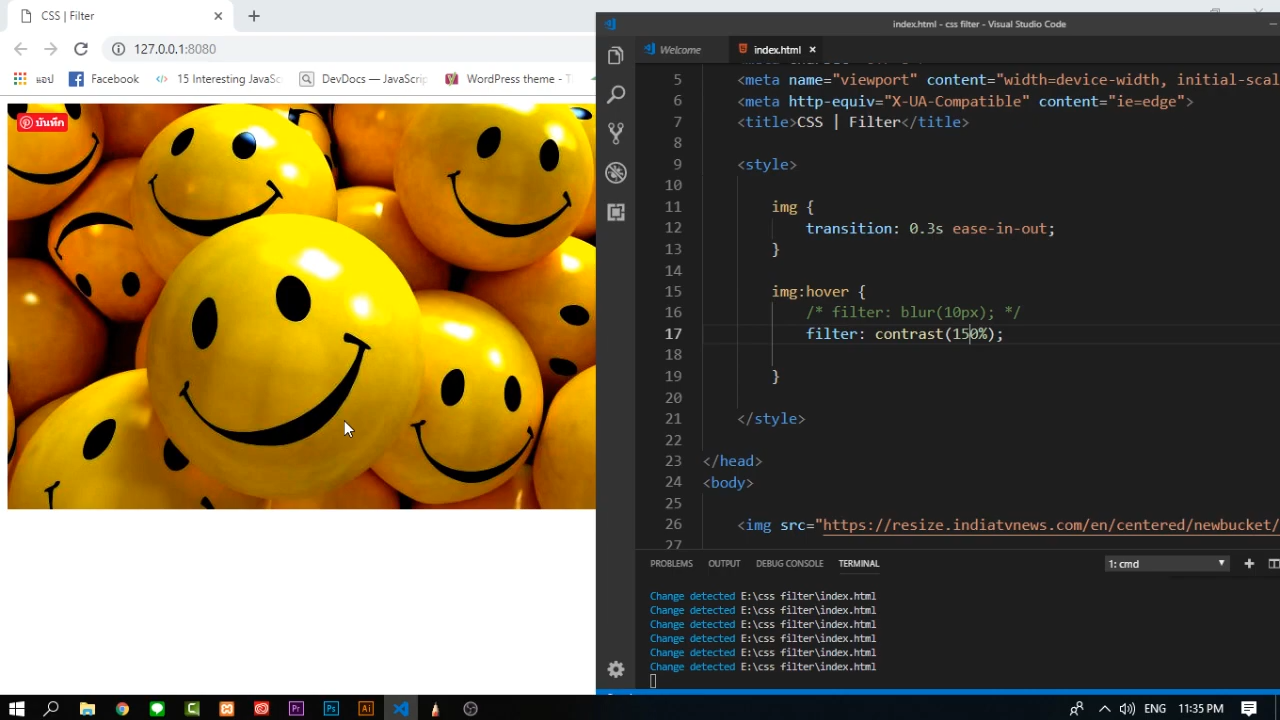 CSS | Filter
127.0.0.1:8080
แอป
Facebook
15 Interesting JavaSc
DevDocs — JavaScrip
WordPress theme - T
บันทึก
index.html - css filter - Visual Studio Code
Welcome
index.html
5 <meta name="viewport" content="width=device-width, initial-scal
6 <meta http-equiv="X-UA-Compatible" content="ie=edge">
7 <title>CSS | Filter</title>
8
9 <style>
10
11 img {
12 transition: 0.3s ease-in-out;
13 }
14
15 img:hover {
16 /* filter: blur(10px); */
17 filter: contrast(150%);
18
19 }
20
21 </style>
22
23 </head>
24 <body>
25
26 <img src="https://resize.indiatvnews.com/en/centered/newbucket/
27
PROBLEMS OUTPUT DEBUG CONSOLE TERMINAL
1: cmd
Change detected E:\css filter\index.html
Change detected E:\css filter\index.html
Change detected E:\css filter\index.html
Change detected E:\css filter\index.html
Change detected E:\css filter\index.html
Change detected E:\css filter\index.html
Pr
Ps
Ai
ENG
11:35 PM